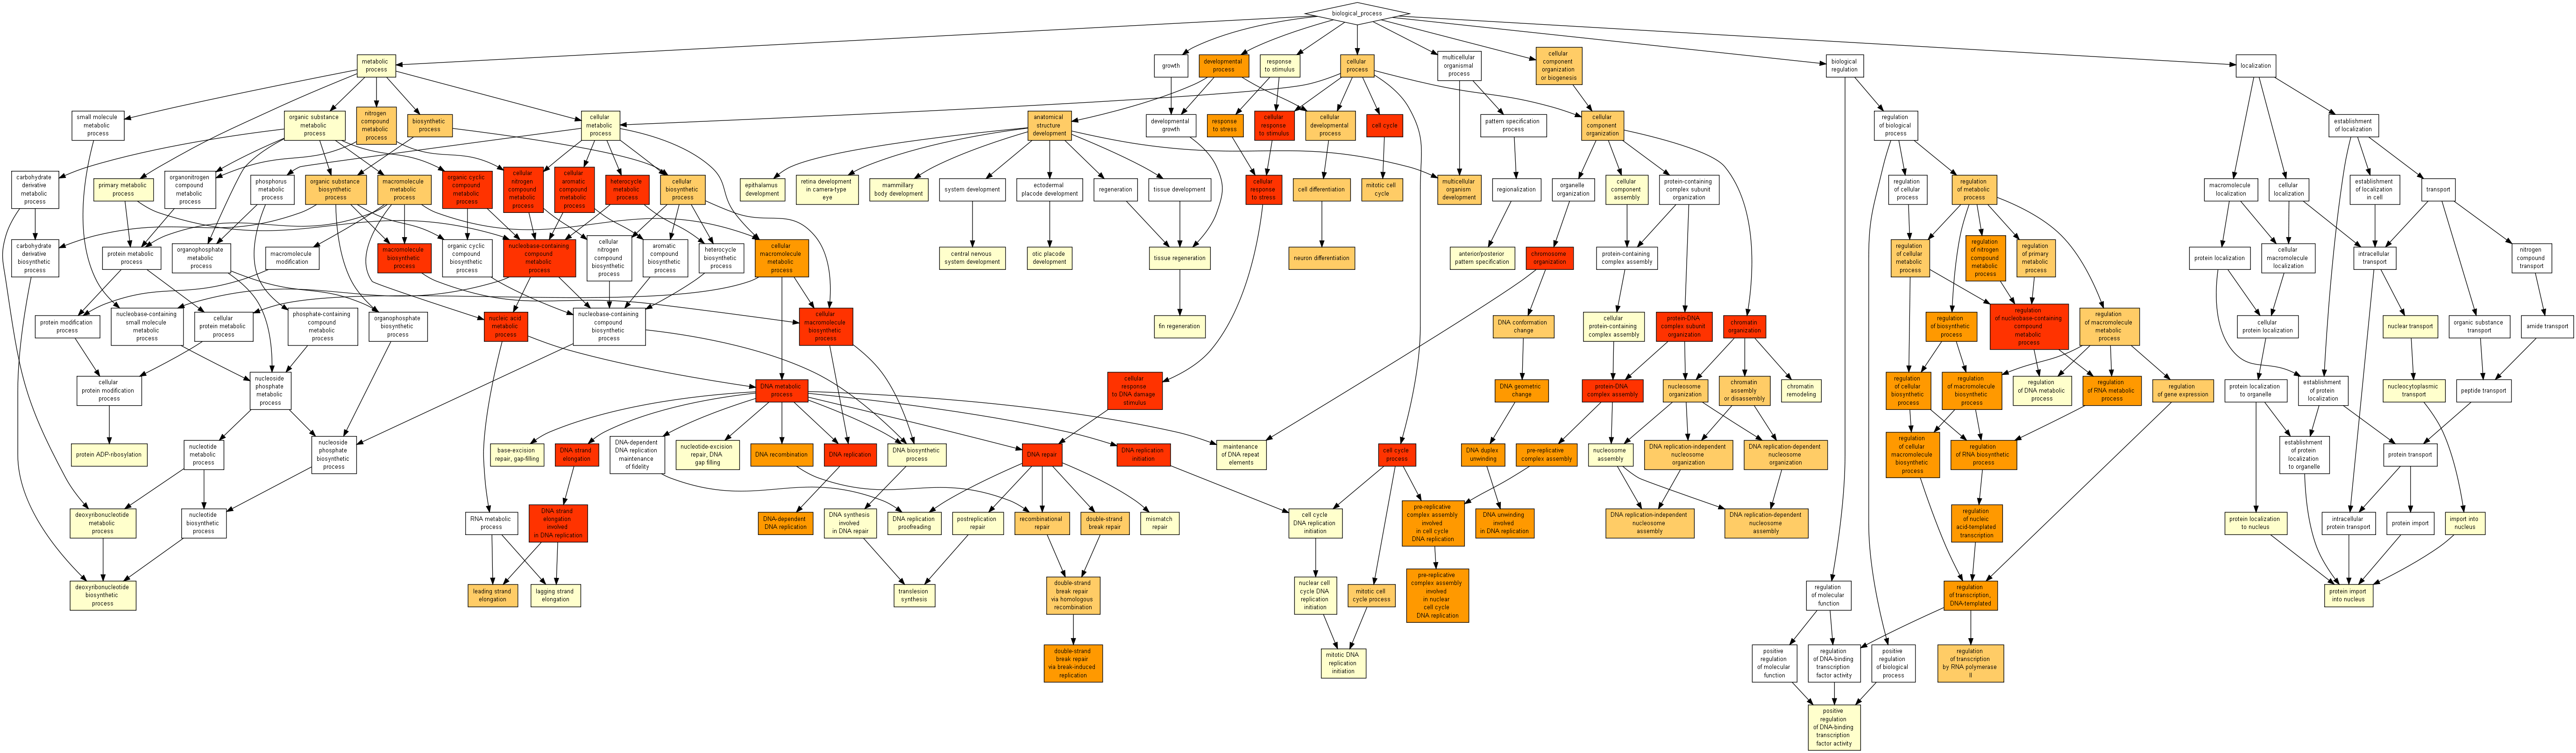 biological_process
metabolic
process
growth
developmental
process
response
to stimulus
cellular
process
multicellular
organismal
process
cellular
component
organization
or biogenesis
biological
regulation
localization
small molecule
metabolic
process
organic substance
metabolic
process
nitrogen
compound
metabolic
process
biosynthetic
process
cellular
metabolic
process
anatomical
structure
development
developmental
growth
response
to stress
cellular
response
to stimulus
cellular
developmental
process
cell cycle
pattern specification
process
cellular
component
organization
regulation
of biological
process
establishment
of localization
carbohydrate
derivative
metabolic
process
primary metabolic
process
organonitrogen
compound
metabolic
process
phosphorus
metabolic
process
organic substance
biosynthetic
process
macromolecule
metabolic
process
organic cyclic
compound
metabolic
process
cellular
nitrogen
compound
metabolic
process
cellular
aromatic
compound
metabolic
process
heterocycle
metabolic
process
cellular
biosynthetic
process
epithalamus
development
retina development
in camera-type
eye
mammillary
body development
system development
ectodermal
placode development
regeneration
tissue development
cellular
response
to stress
cell differentiation
mitotic cell
cycle
multicellular
organism
development
regionalization
organelle
organization
cellular
component
assembly
protein-containing
complex subunit
organization
regulation
of cellular
process
regulation
of metabolic
process
macromolecule
localization
cellular
localization
establishment
of localization
in cell
transport
carbohydrate
derivative
biosynthetic
process
protein metabolic
process
organophosphate
metabolic
process
macromolecule
modification
macromolecule
biosynthetic
process
organic cyclic
compound
biosynthetic
process
nucleobase-containing
compound
metabolic
process
cellular
nitrogen
compound
biosynthetic
process
aromatic
compound
biosynthetic
process
heterocycle
biosynthetic
process
cellular
macromolecule
metabolic
process
central nervous
system development
otic placode
development
tissue regeneration
neuron differentiation
anterior/posterior
pattern specification
chromosome
organization
protein-containing
complex assembly
regulation
of cellular
metabolic
process
regulation
of nitrogen
compound
metabolic
process
regulation
of primary
metabolic
process
protein localization
cellular
macromolecule
localization
intracellular
transport
nitrogen
compound
transport
protein modification
process
nucleobase-containing
small molecule
metabolic
process
cellular
protein metabolic
process
phosphate-containing
compound
metabolic
process
organophosphate
biosynthetic
process
nucleic acid
metabolic
process
nucleobase-containing
compound
biosynthetic
process
cellular
macromolecule
biosynthetic
process
fin regeneration
DNA conformation
change
cellular
protein-containing
complex assembly
protein-DNA
complex subunit
organization
chromatin
organization
regulation
of biosynthetic
process
regulation
of nucleobase-containing
compound
metabolic
process
regulation
of macromolecule
metabolic
process
cellular
protein localization
nuclear transport
organic substance
transport
amide transport
cellular
protein modification
process
nucleoside
phosphate
metabolic
process
DNA metabolic
process
cellular
response
to DNA damage
stimulus
DNA geometric
change
protein-DNA
complex assembly
nucleosome
organization
chromatin
assembly
or disassembly
chromatin
remodeling
regulation
of cellular
biosynthetic
process
regulation
of macromolecule
biosynthetic
process
regulation
of DNA metabolic
process
regulation
of RNA metabolic
process
regulation
of gene expression
protein localization
to organelle
establishment
of protein
localization
nucleocytoplasmic
transport
peptide transport
protein ADP-ribosylation
nucleotide
metabolic
process
nucleoside
phosphate
biosynthetic
process
base-excision
repair, gap-filling
DNA strand
elongation
DNA-dependent
DNA replication
maintenance
of fidelity
nucleotide-excision
repair, DNA
gap filling
DNA recombination
DNA replication
DNA biosynthetic
process
DNA repair
DNA replication
initiation
maintenance
of DNA repeat
elements
cell cycle
process
DNA duplex
unwinding
pre-replicative
complex assembly
nucleosome
assembly
DNA replication-independent
nucleosome
organization
DNA replication-dependent
nucleosome
organization
regulation
of cellular
macromolecule
biosynthetic
process
regulation
of RNA biosynthetic
process
establishment
of protein
localization
to organelle
protein transport
deoxyribonucleotide
metabolic
process
nucleotide
biosynthetic
process
RNA metabolic
process
DNA strand
elongation
involved
in DNA replication
DNA-dependent
DNA replication
DNA synthesis
involved
in DNA repair
DNA replication
proofreading
postreplication
repair
recombinational
repair
double-strand
break repair
mismatch
repair
cell cycle
DNA replication
initiation
pre-replicative
complex assembly
involved
in cell cycle
DNA replication
DNA unwinding
involved
in DNA replication
DNA replication-independent
nucleosome
assembly
DNA replication-dependent
nucleosome
assembly
regulation
of nucleic
acid-templated
transcription
protein localization
to nucleus
intracellular
protein transport
protein import
import into
nucleus
deoxyribonucleotide
biosynthetic
process
leading strand
elongation
lagging strand
elongation
translesion
synthesis
double-strand
break repair
via homologous
recombination
nuclear cell
cycle DNA
replication
initiation
mitotic cell
cycle process
pre-replicative
complex assembly
involved
in nuclear
cell cycle
DNA replication
regulation
of molecular
function
regulation
of transcription,
DNA-templated
protein import
into nucleus
double-strand
break repair
via break-induced
replication
mitotic DNA
replication
initiation
positive
regulation
of molecular
function
regulation
of DNA-binding
transcription
factor activity
positive
regulation
of biological
process
regulation
of transcription
by RNA polymerase
II
positive
regulation
of DNA-binding
transcription
factor activity